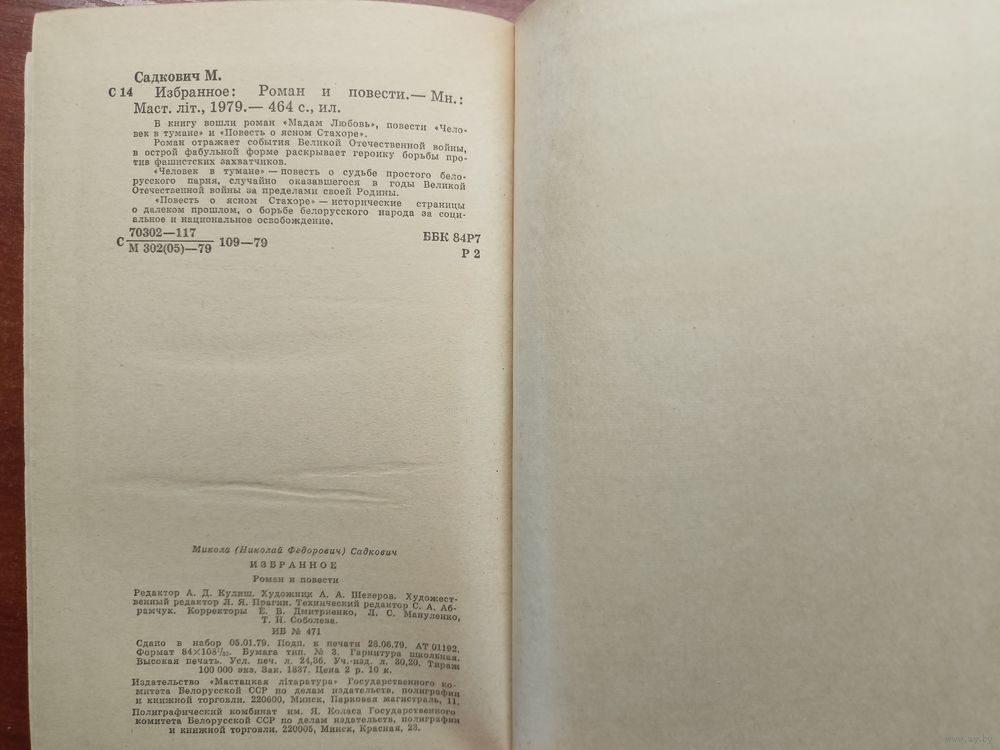 Садкович М.
С 14 Избранное: Роман и повести.— Мн.:
Маст. літ., 1979.— 464 с., ил.
В книгу вошли роман «Мадам Любовь», повести «Чело-
век в тумане» и «Повесть о ясном Стахоре».
Роман отражает события Великой Отечественной войны,
в острой фабульной форме раскрывает героику борьбы про-
тив фашистских захватчиков.
«Человек в тумане» — повесть о судьбе простого бело-
русского парня, случайно оказавшегося в годы Великой
Отечественной войны за пределами своей Родины.
«Повесть о ясном Стахоре» — исторические страницы
о далеком прошлом, о борьбе белорусского народа за соци-
альное и национальное освобождение.
С 70302—117 / М 302(05)—79 109—79
ББК 84Р7
Р 2
Микола (Николай Федорович) Садкович
ИЗБРАННОЕ
Роман и повести
Редактор А. Д. Кулиш. Художник А. А. Шеверов. Художест-
венный редактор Л. Я. Прагин. Технический редактор С. А. Аб-
рамчук. Корректоры Е. В. Дмитриенко, Л. С. Мануленко,
Т. Н. Соболева.
ИБ № 471
Сдано в набор 05.01.79. Подп. к печати 28.06.79. АТ 01192.
Формат 84×108¹/₃₂. Бумага тип. № 3. Гарнитура школьная.
Высокая печать. Усл. печ. л. 24,36. Уч.-изд. л. 30,20. Тираж
100 000 экз. Зак. 1837. Цена 2 р. 10 к.
Издательство «Мастацкая літаратура» Государственного ко-
митета Белорусской ССР по делам издательств, полиграфии
и книжной торговли. 220600, Минск, Парковая магистраль, 11.
Полиграфический комбинат им. Я. Коласа Государственного
комитета Белорусской ССР по делам издательств, полиграфии
и книжной торговли. 220005, Минск, Красная, 23.
www.ay.by